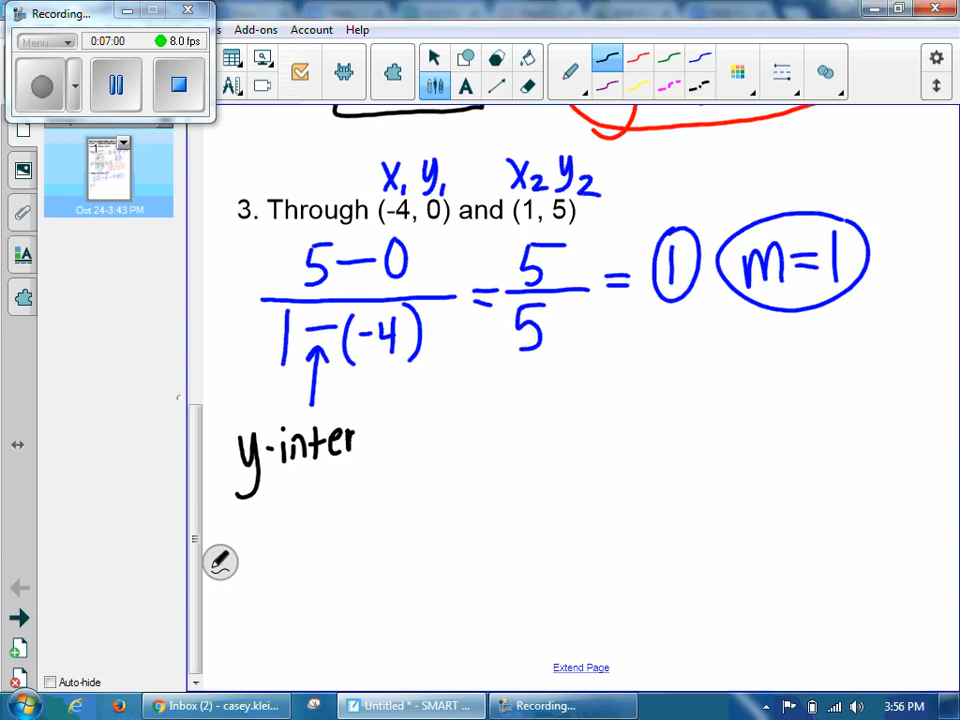 Recording...
Menu 0:07:00 8.0 fps
Add-ons Account Help
Oct 24-3:43 PM
x₁ y₁ x₂ y₂
3. Through (-4, 0) and (1, 5)
5-0 5
= = 1 m=1
1-(-4) 5
y-inter
Extend Page
Auto-hide
Inbox (2) - casey.klei... Untitled * - SMART ... Recording... 3:56 PM